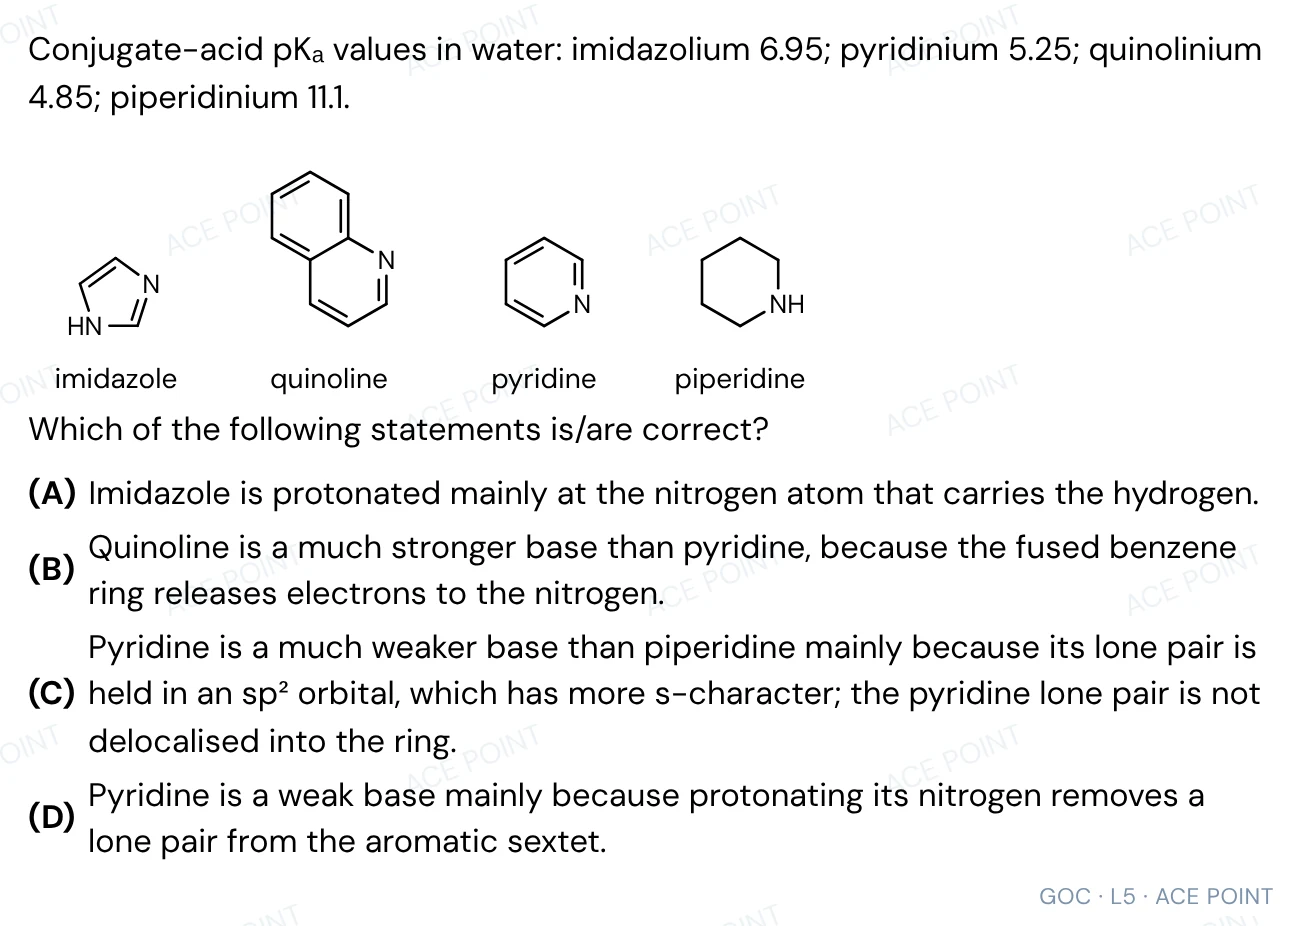 Conjugate-acid pKₐ values in water: imidazolium 6.95; pyridinium 5.25; quinolinium
4.85; piperidinium 11.1.
N
HN
N
N
NH
imidazole quinoline pyridine piperidine
Which of the following statements is/are correct?
(A) Imidazole is protonated mainly at the nitrogen atom that carries the hydrogen.
(B) Quinoline is a much stronger base than pyridine, because the fused benzene
ring releases electrons to the nitrogen.
(C) Pyridine is a much weaker base than piperidine mainly because its lone pair is
held in an sp² orbital, which has more s-character; the pyridine lone pair is not
delocalised into the ring.
(D) Pyridine is a weak base mainly because protonating its nitrogen removes a
lone pair from the aromatic sextet.
GOC · L5 · ACE POINT
ACE POINT